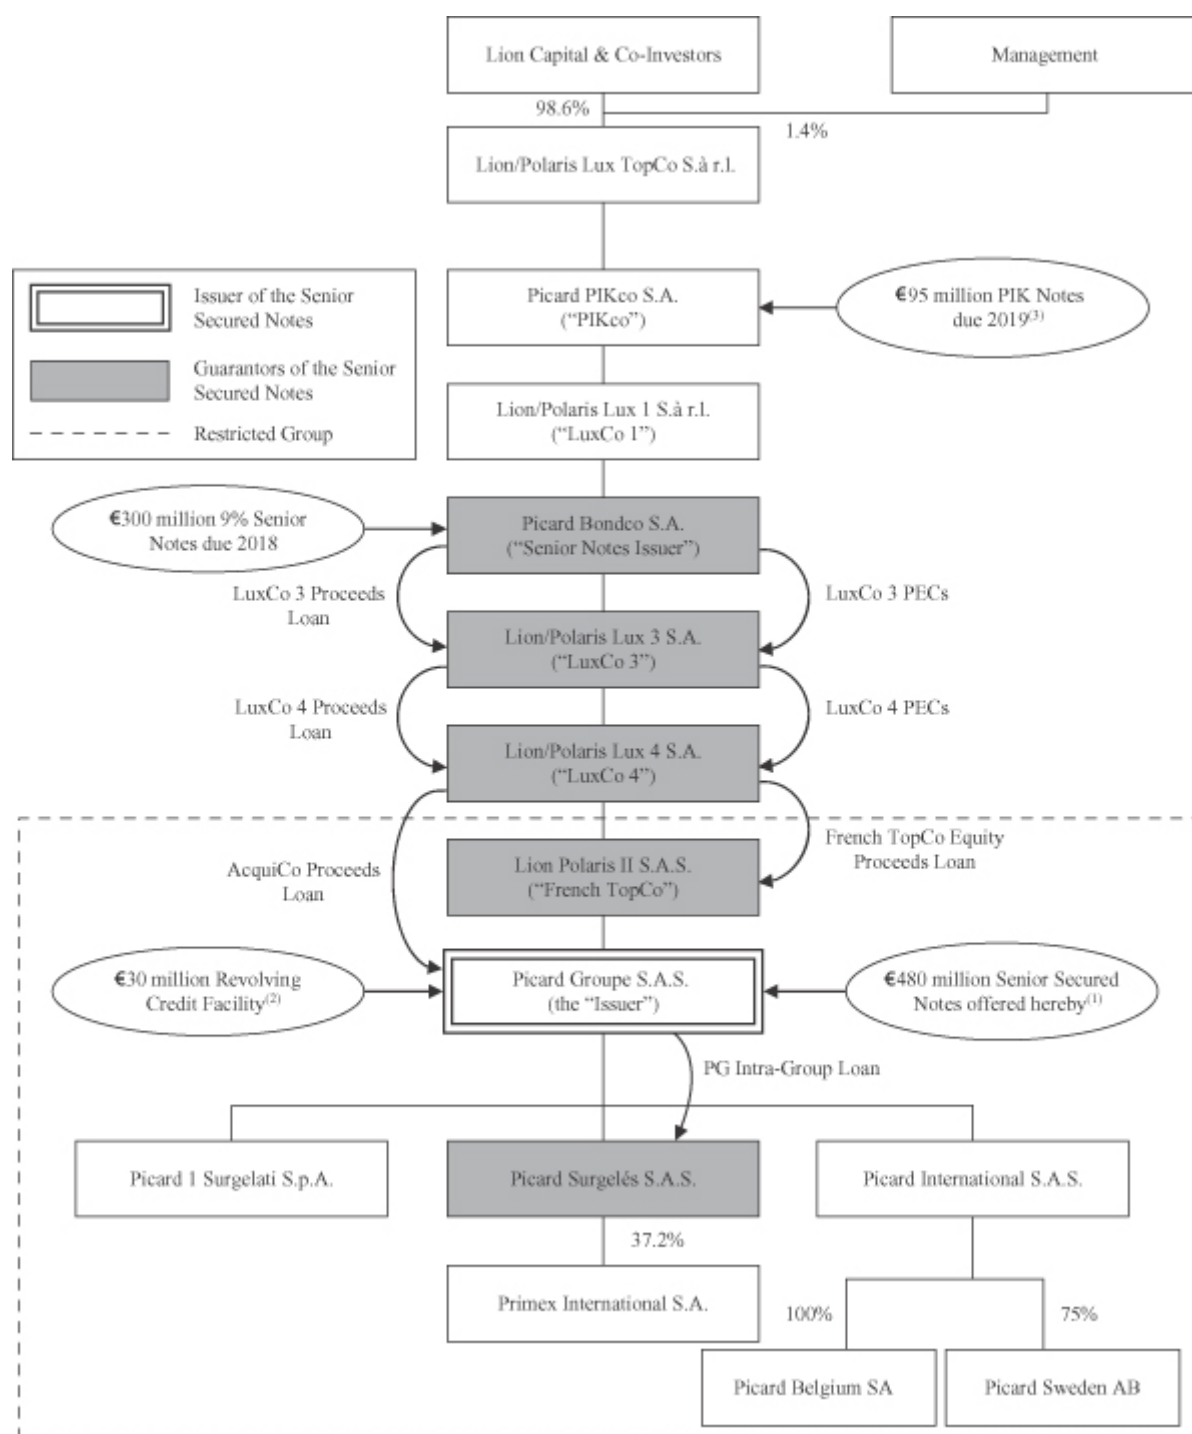 Lion Capital & Co-Investors
Management
98.6%
1.4%
Lion/Polaris Lux TopCo S.à r.l.
Issuer of the Senior
Secured Notes
Guarantors of the Senior
Secured Notes
Restricted Group
Picard PIKco S.A.
(“PIKco”)
€95 million PIK Notes
due 2019(3)
Lion/Polaris Lux 1 S.à r.l.
(“LuxCo 1”)
€300 million 9% Senior
Notes due 2018
Picard Bondco S.A.
(“Senior Notes Issuer”)
LuxCo 3 Proceeds
Loan
LuxCo 3 PECs
Lion/Polaris Lux 3 S.A.
(“LuxCo 3”)
LuxCo 4 Proceeds
Loan
LuxCo 4 PECs
Lion/Polaris Lux 4 S.A.
(“LuxCo 4”)
French TopCo Equity
Proceeds Loan
AcquiCo Proceeds
Loan
Lion Polaris II S.A.S.
(“French TopCo”)
€30 million Revolving
Credit Facility(2)
Picard Groupe S.A.S.
(the “Issuer”)
€480 million Senior Secured
Notes offered hereby(1)
PG Intra-Group Loan
Picard 1 Surgelati S.p.A.
Picard Surgelés S.A.S.
Picard International S.A.S.
37.2%
Primex International S.A.
100%
75%
Picard Belgium SA
Picard Sweden AB